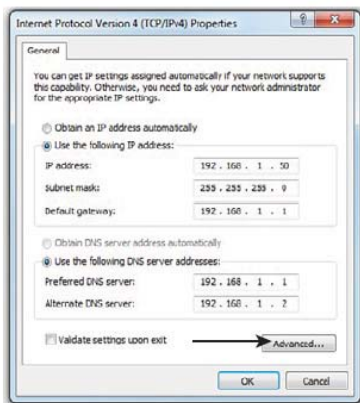 Internet Protocol Version 4 (TCP/IPv4) Properties
General
You can get IP settings assigned automatically if your network supports
this capability. Otherwise, you need to ask your network administrator
for the appropriate IP settings.
Obtain an IP address automatically
Use the following IP address:
IP address: 192 . 168 . 1 . 50
Subnet mask: 255 . 255 . 255 . 0
Default gateway: 192 . 168 . 1 . 1
Obtain DNS server address automatically
Use the following DNS server addresses:
Preferred DNS server: 192 . 168 . 1 . 1
Alternate DNS server: 192 . 168 . 1 . 2
Validate settings upon exit
Advanced...
OK Cancel